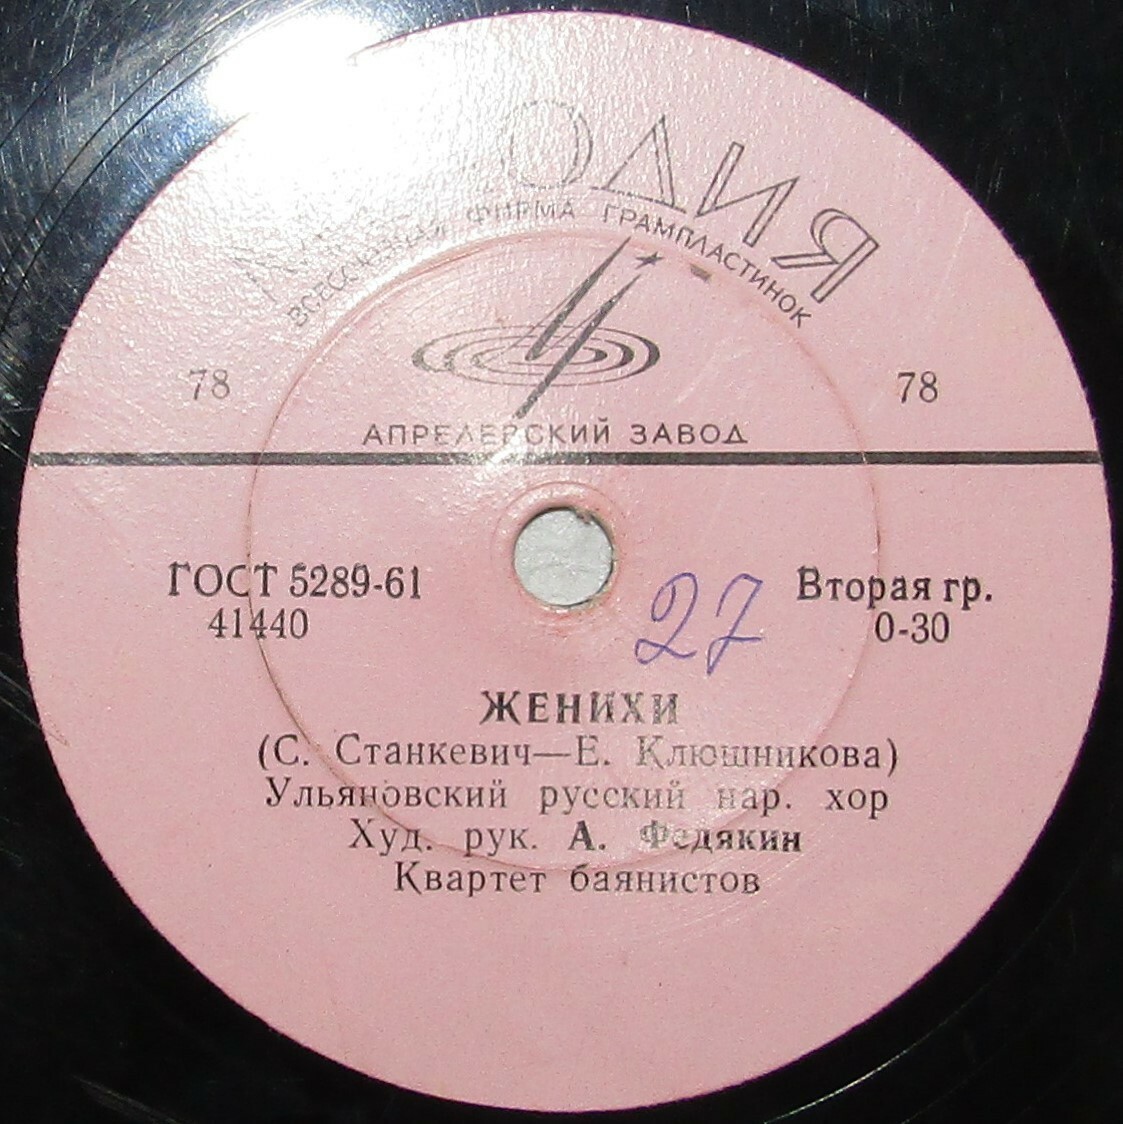 ОДИЯ
ФИРМА ГРАМПЛАСТИНОК
78
78
АПРЕЛЕВСКИЙ ЗАВОД
ГОСТ 5289-61
41440
27
Вторая гр.
0-30
ЖЕНИХИ
(С. Станкевич—Е. Клюшникова)
Ульяновский русский нар. хор
Худ. рук. А. Федякин
Квартет баянистов